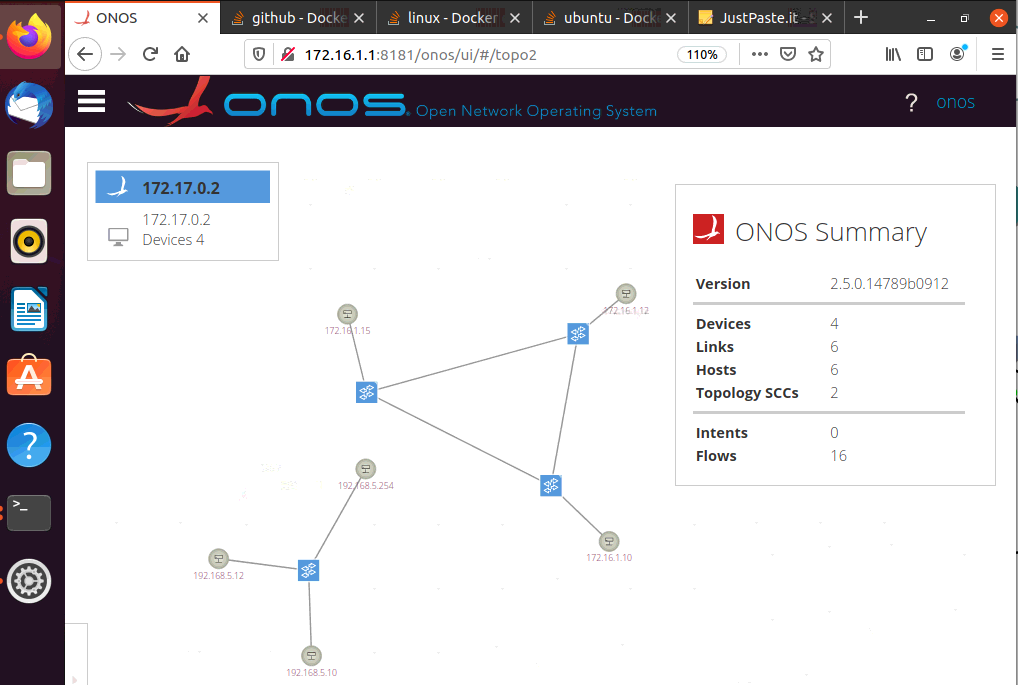 ONOS
github - Docke
linux - Docker
ubuntu - Dock
JustPaste.it - S
172.16.1.1:8181/onos/ui/#/topo2
110%
onos Open Network Operating System
?
onos
172.17.0.2
172.17.0.2
Devices 4
ONOS Summary
Version 2.5.0.14789b0912
Devices 4
Links 6
Hosts 6
Topology SCCs 2
Intents 0
Flows 16
172.16.1.12
172.16.1.15
192.168.5.254
172.16.1.10
192.168.5.12
192.168.5.10